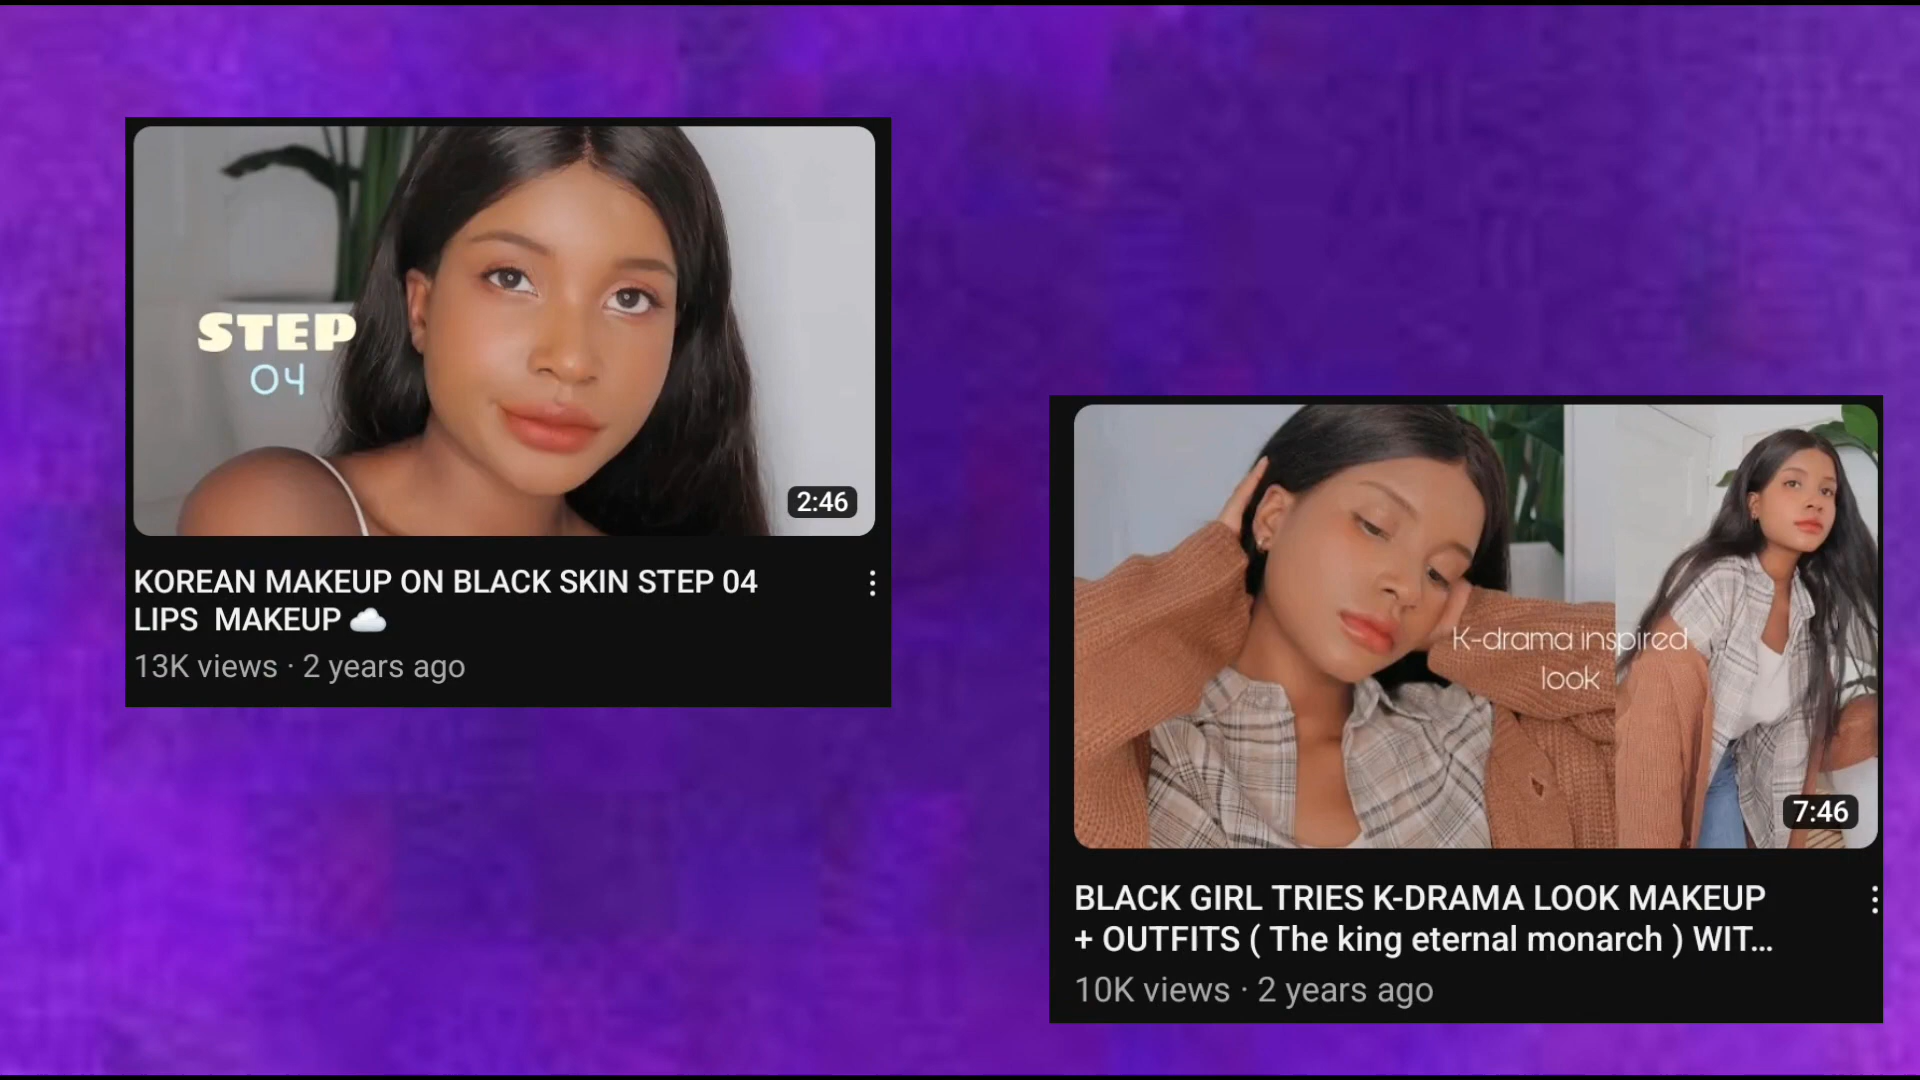 STEP
04
2:46
KOREAN MAKEUP ON BLACK SKIN STEP 04
LIPS  MAKEUP ☁️
13K views · 2 years ago
K-drama inspired
look
7:46
BLACK GIRL TRIES K-DRAMA LOOK MAKEUP
+ OUTFITS ( The king eternal monarch ) WIT...
10K views · 2 years ago